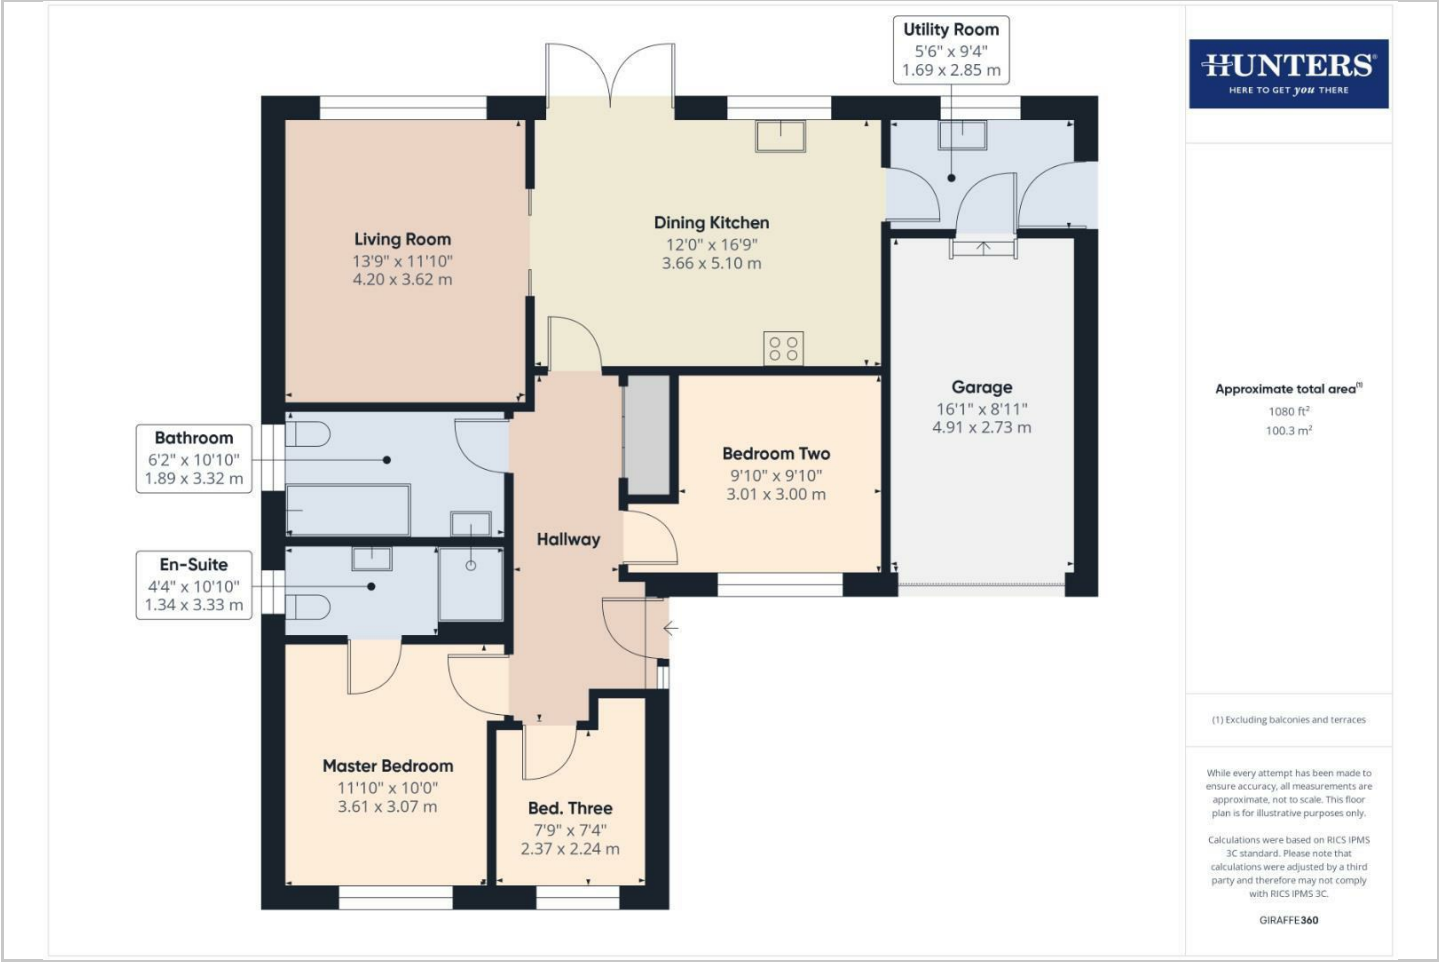 Utility Room
5'6" x 9'4"
1.69 x 2.85 m
HUNTERS®
HERE TO GET you THERE
Living Room
13'9" x 11'10"
4.20 x 3.62 m
Dining Kitchen
12'0" x 16'9"
3.66 x 5.10 m
Garage
16'1" x 8'11"
4.91 x 2.73 m
Approximate total area(1)
1080 ft²
100.3 m²
Bathroom
6'2" x 10'10"
1.89 x 3.32 m
Bedroom Two
9'10" x 9'10"
3.01 x 3.00 m
Hallway
En-Suite
4'4" x 10'10"
1.34 x 3.33 m
Master Bedroom
11'10" x 10'0"
3.61 x 3.07 m
Bed. Three
7'9" x 7'4"
2.37 x 2.24 m
(1) Excluding balconies and terraces
While every attempt has been made to
ensure accuracy, all measurements are
approximate, not to scale. This floor
plan is for illustrative purposes only.
Calculations were based on RICS IPMS
3C standard. Please note that
calculations were adjusted by a third
party and therefore may not comply
with RICS IPMS 3C.
GIRAFFE360